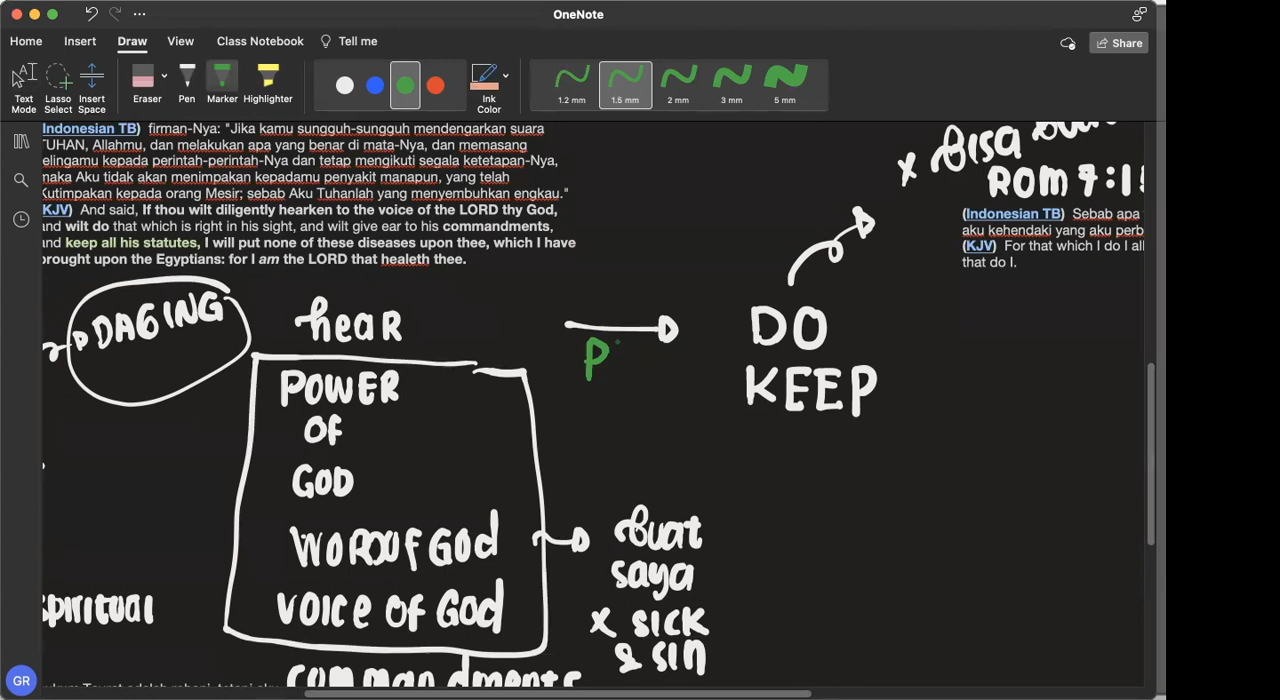 OneNote
Home Insert Draw View Class Notebook Tell me
Share
Text Mode
Lasso Select
Insert Space
Eraser
Pen
Marker
Highlighter
Ink Color
1.2 mm
1.5 mm
2 mm
3 mm
5 mm
Indonesian TB) firman-Nya: "Jika kamu sungguh-sungguh mendengarkan suara
TUHAN, Allahmu, dan melakukan apa yang benar di mata-Nya, dan memasang
elingamu kepada perintah-perintah-Nya dan tetap mengikuti segala ketetapan-Nya,
maka Aku tidak akan menimpakan kepadamu penyakit manapun, yang telah
Kutimpakan kepada orang Mesir; sebab Aku Tuhanlah yang menyembuhkan engkau."
(KJV) And said, If thou wilt diligently hearken to the voice of the LORD thy God,
and wilt do that which is right in his sight, and wilt give ear to his commandments,
and keep all his statutes, I will put none of these diseases upon thee, which I have
brought upon the Egyptians: for I am the LORD that healeth thee.
x Bisa
ROM 7:15
(Indonesian TB) Sebab apa
aku kehendaki yang aku perb
(KJV) For that which I do I all
that do I.
DAGING
hear
P
DO
KEEP
POWER
OF
GOD
WORD OF GOD
VOICE OF GOD
Buat
saya
x SICK
& SIN
spiritual
commandments
GR